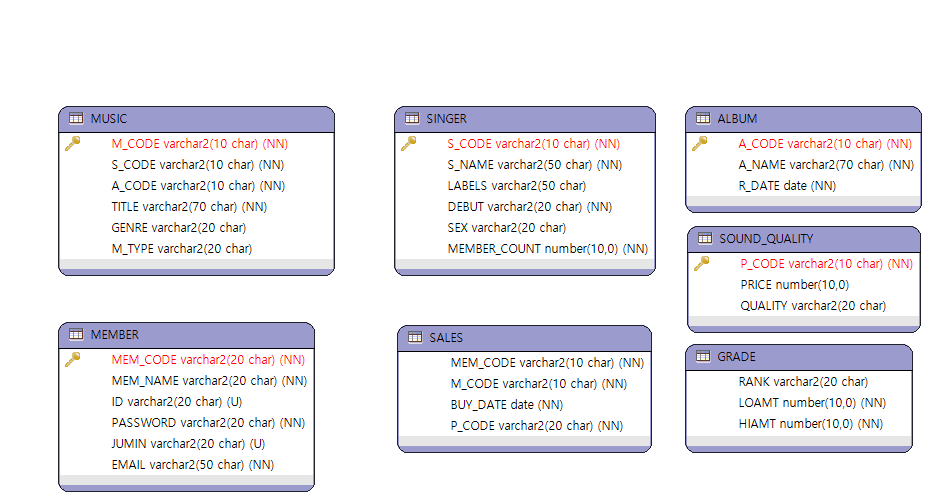 MUSIC
M_CODE varchar2(10 char) (NN)
S_CODE varchar2(10 char) (NN)
A_CODE varchar2(10 char) (NN)
TITLE varchar2(70 char) (NN)
GENRE varchar2(20 char)
M_TYPE varchar2(20 char)
SINGER
S_CODE varchar2(10 char) (NN)
S_NAME varchar2(50 char) (NN)
LABELS varchar2(50 char)
DEBUT varchar2(20 char) (NN)
SEX varchar2(20 char)
MEMBER_COUNT number(10,0) (NN)
ALBUM
A_CODE varchar2(10 char) (NN)
A_NAME varchar2(70 char) (NN)
R_DATE date (NN)
SOUND_QUALITY
P_CODE varchar2(10 char) (NN)
PRICE number(10,0)
QUALITY varchar2(20 char)
MEMBER
MEM_CODE varchar2(20 char) (NN)
MEM_NAME varchar2(20 char) (NN)
ID varchar2(20 char) (U)
PASSWORD varchar2(20 char) (NN)
JUMIN varchar2(20 char) (U)
EMAIL varchar2(50 char) (NN)
SALES
MEM_CODE varchar2(10 char) (NN)
M_CODE varchar2(10 char) (NN)
BUY_DATE date (NN)
P_CODE varchar2(20 char) (NN)
GRADE
RANK varchar2(20 char)
LOAMT number(10,0) (NN)
HIAMT number(10,0) (NN)